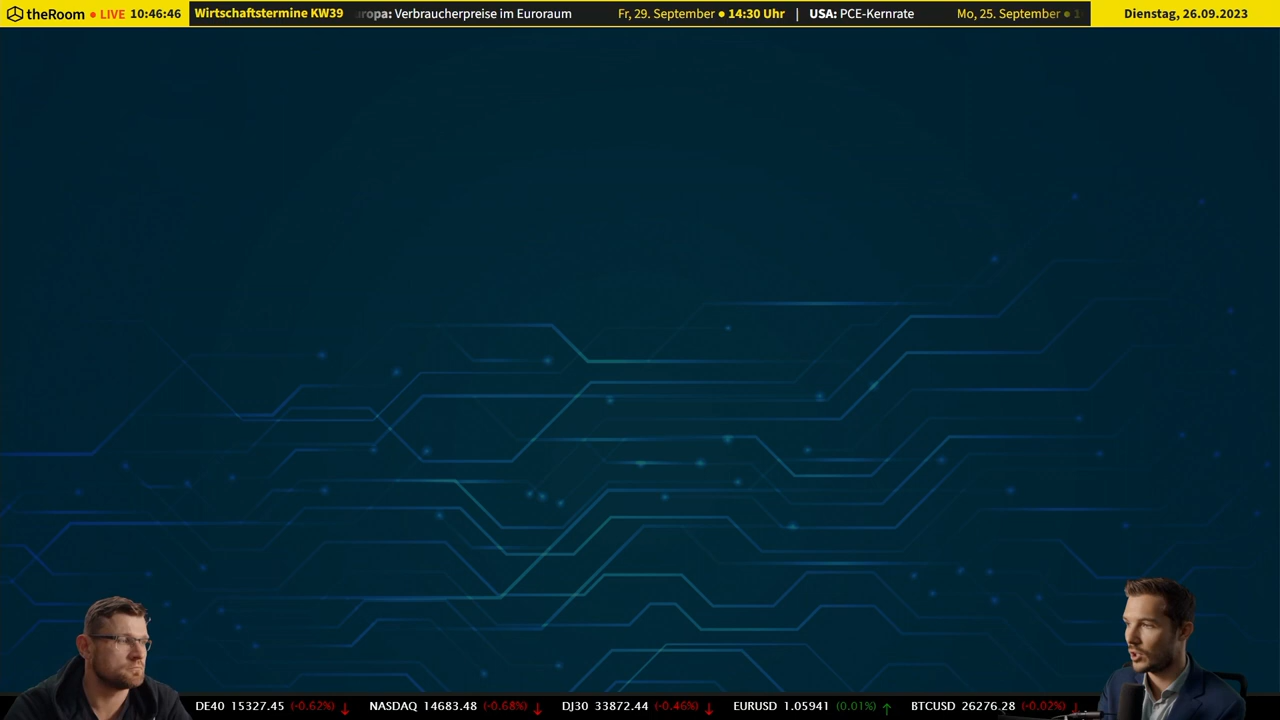 theRoom ● LIVE 10:46:46 Wirtschaftstermine KW39 ropa: Verbraucherpreise im Euroraum Fr, 29. September ● 14:30 Uhr | USA: PCE-Kernrate Mo, 25. September ● Dienstag, 26.09.2023
DE40 15327.45 (-0.62%) ↓ NASDAQ 14683.48 (-0.68%) ↓ DJ30 33872.44 (-0.46%) ↓ EURUSD 1.05941 (0.01%) ↑ BTCUSD 26276.28 (-0.02%) ↓